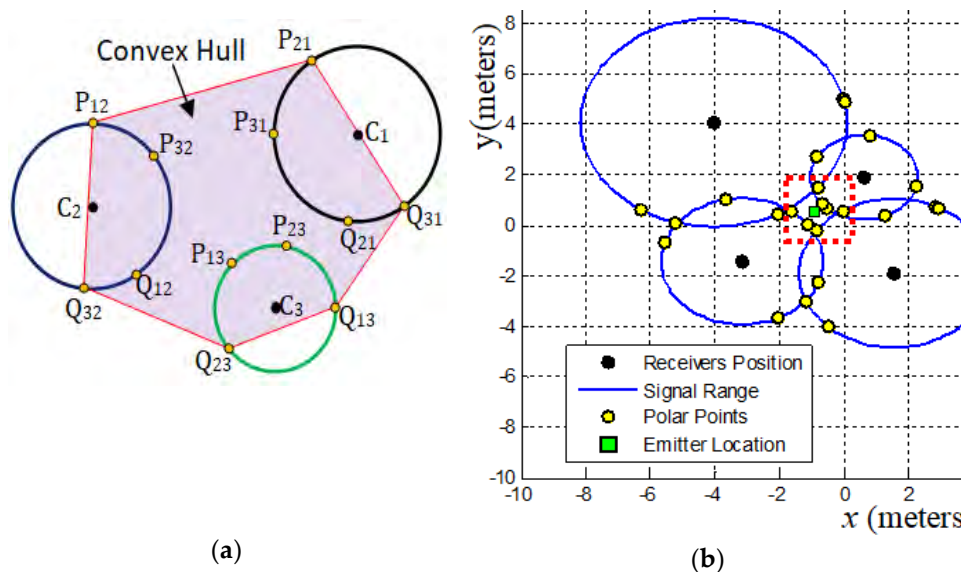 Convex Hull
P21
P12
P32
P31
C1
C2
Q31
Q21
P23
P13
Q12
Q32
C3
Q13
Q23
(a)
y(meters)
8
6
4
2
0
-2
-4
-6
-8
-10
-10 -8 -6 -4 -2 0 2
x (meters
Receivers Position
Signal Range
Polar Points
Emitter Location
(b)